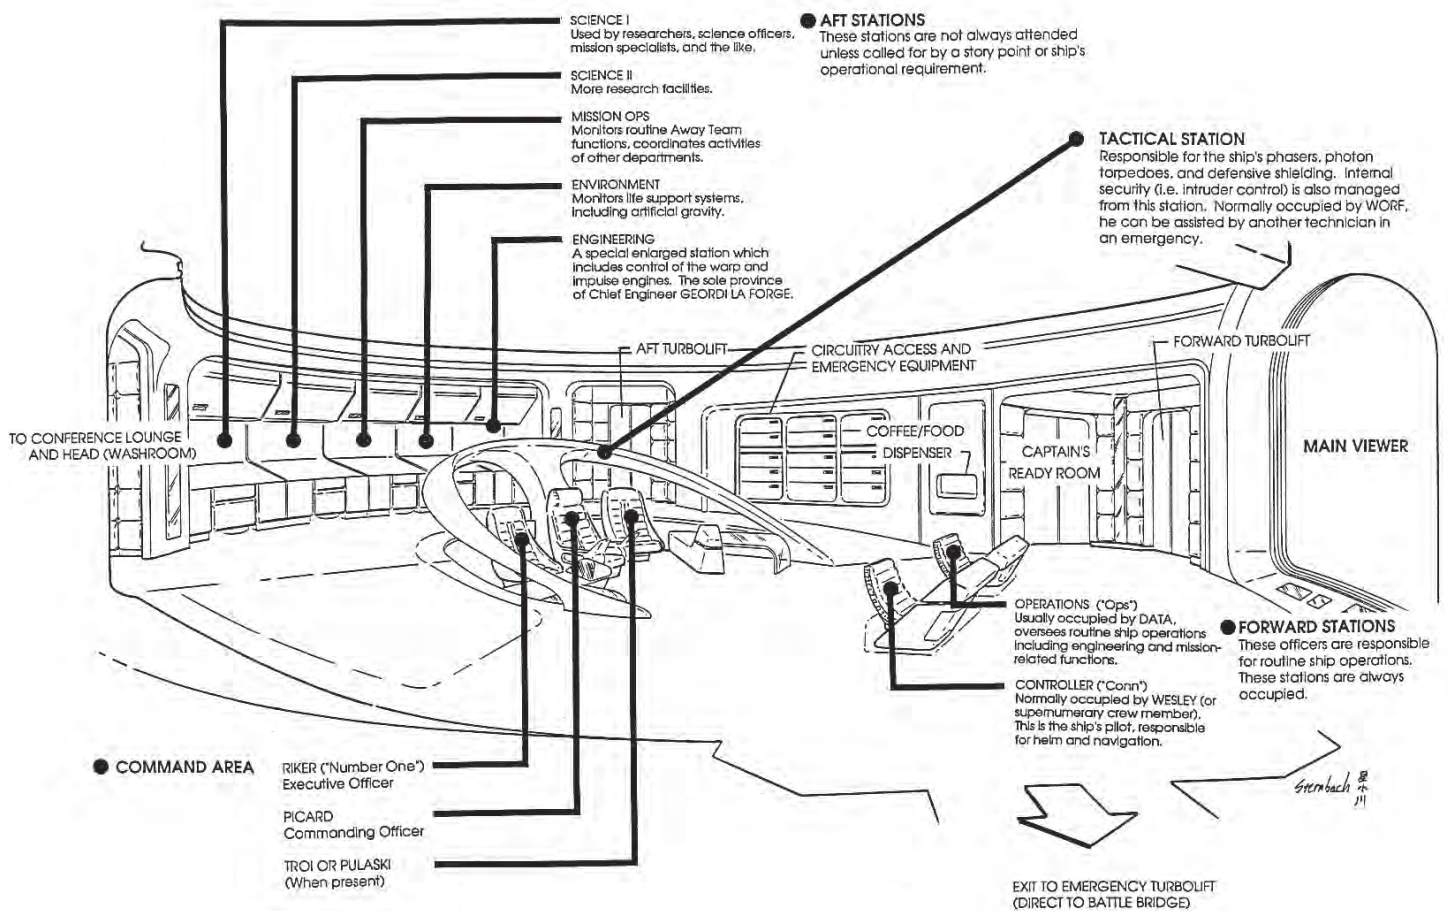 SCIENCE I
Used by researchers, science officers,
mission specialists, and the like.
AFT STATIONS
These stations are not always attended
unless called for by a story point or ship's
operational requirement.
SCIENCE II
More research facilities.
MISSION OPS
Monitors routine Away Team
functions, coordinates activities
of other departments.
TACTICAL STATION
Responsible for the ship's phasers, photon
torpedoes, and defensive shielding. Internal
security (i.e. intruder control) is also managed
from this station. Normally occupied by WORF,
he can be assisted by another technician in
an emergency.
ENVIRONMENT
Monitors life support systems,
including artificial gravity.
ENGINEERING
A special enlarged station which
includes control of the warp and
impulse engines. The sole province
of Chief Engineer GEORDI LA FORGE.
AFT TURBOLIFT
CIRCUITRY ACCESS AND
EMERGENCY EQUIPMENT
FORWARD TURBOLIFT
TO CONFERENCE LOUNGE
AND HEAD (WASHROOM)
COFFEE/FOOD
DISPENSER
CAPTAIN'S
READY ROOM
MAIN VIEWER
OPERATIONS ("Ops")
Usually occupied by DATA,
oversees routine ship operations
including engineering and mission-
related functions.
FORWARD STATIONS
These officers are responsible
for routine ship operations.
These stations are always
occupied.
CONTROLLER ("Conn")
Normally occupied by WESLEY (or
supernumerary crew member).
This is the ship's pilot, responsible
for helm and navigation.
COMMAND AREA
RIKER ("Number One")
Executive Officer
PICARD
Commanding Officer
TROI OR PULASKI
(When present)
Sternbach
EXIT TO EMERGENCY TURBOLIFT
(DIRECT TO BATTLE BRIDGE)